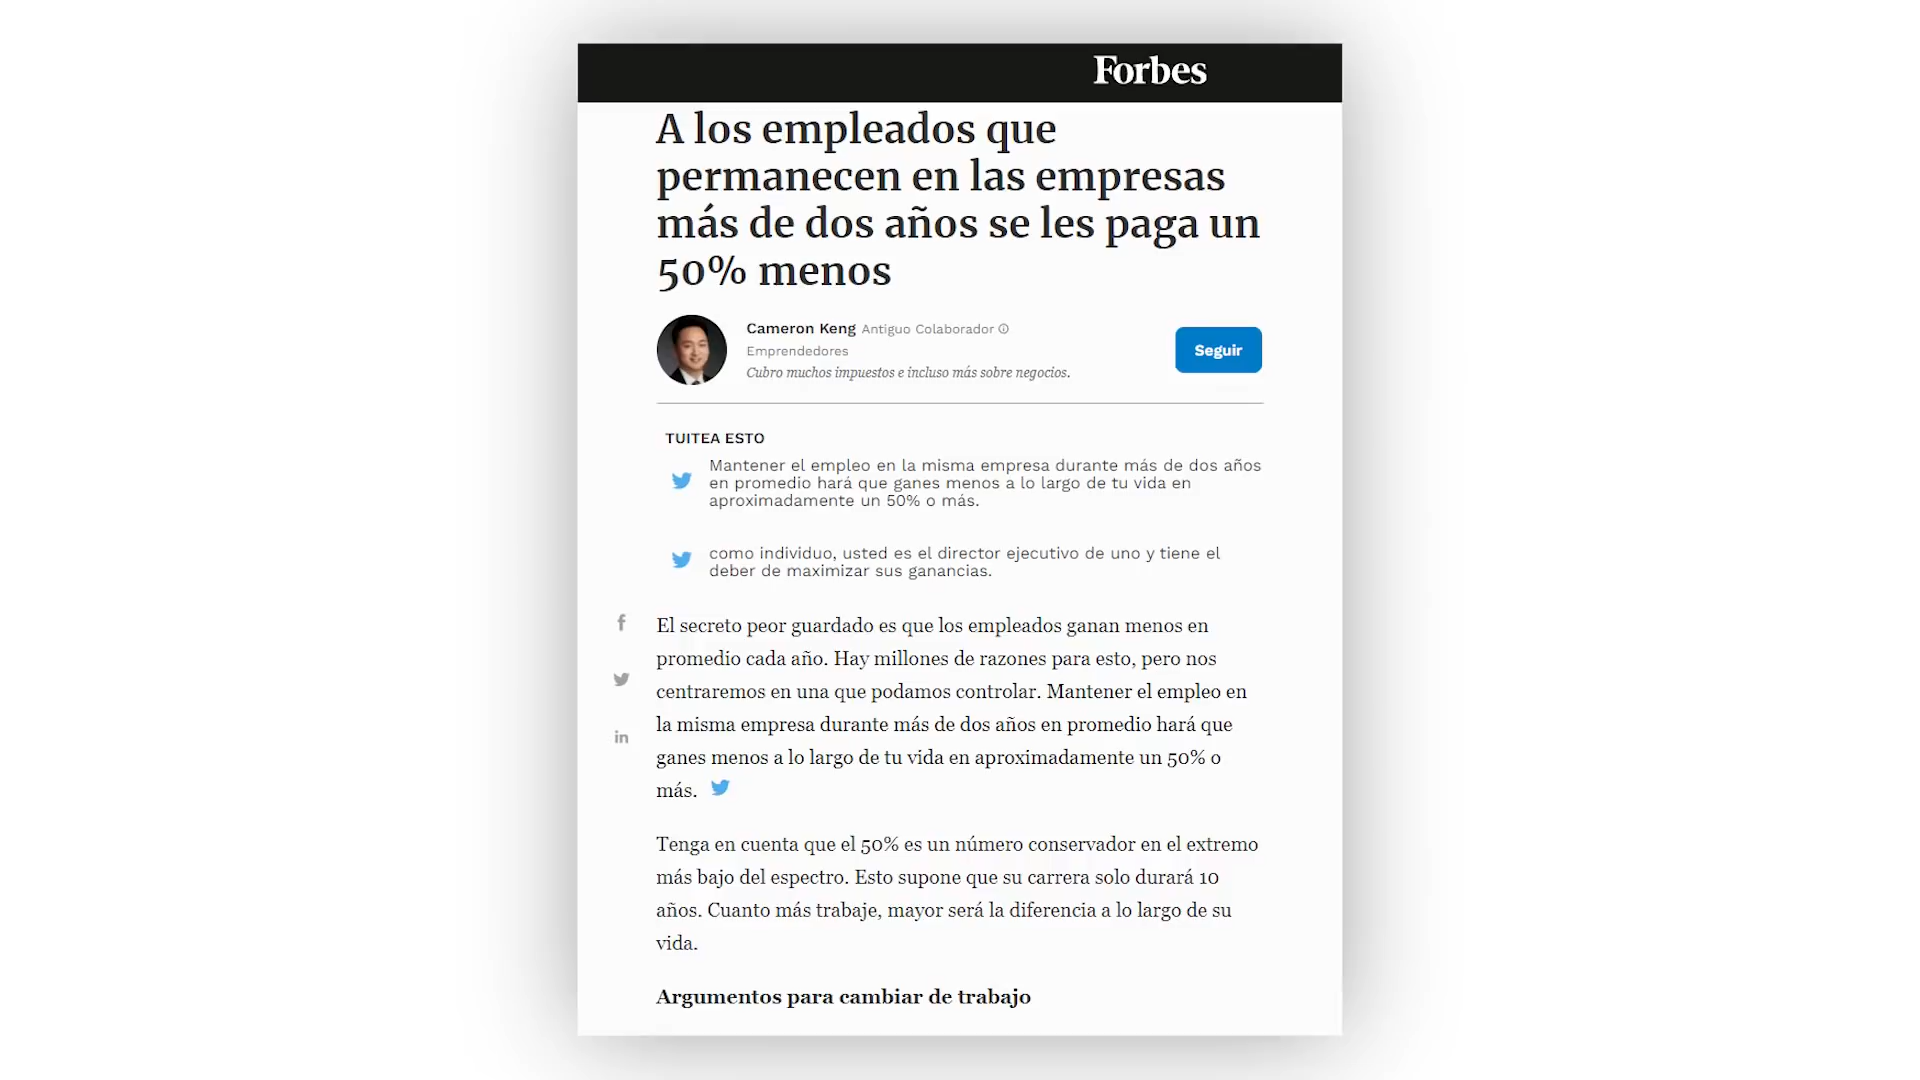 Forbes
A los empleados que
permanecen en las empresas
más de dos años se les paga un
50% menos
Cameron Keng Antiguo Colaborador
Emprendedores
Cubro muchos impuestos e incluso más sobre negocios.
Seguir
TUITEA ESTO
Mantener el empleo en la misma empresa durante más de dos años
en promedio hará que ganes menos a lo largo de tu vida en
aproximadamente un 50% o más.
como individuo, usted es el director ejecutivo de uno y tiene el
deber de maximizar sus ganancias.
El secreto peor guardado es que los empleados ganan menos en
promedio cada año. Hay millones de razones para esto, pero nos
centraremos en una que podamos controlar. Mantener el empleo en
la misma empresa durante más de dos años en promedio hará que
ganes menos a lo largo de tu vida en aproximadamente un 50% o
más.
Tenga en cuenta que el 50% es un número conservador en el extremo
más bajo del espectro. Esto supone que su carrera solo durará 10
años. Cuanto más trabaje, mayor será la diferencia a lo largo de su
vida.
Argumentos para cambiar de trabajo